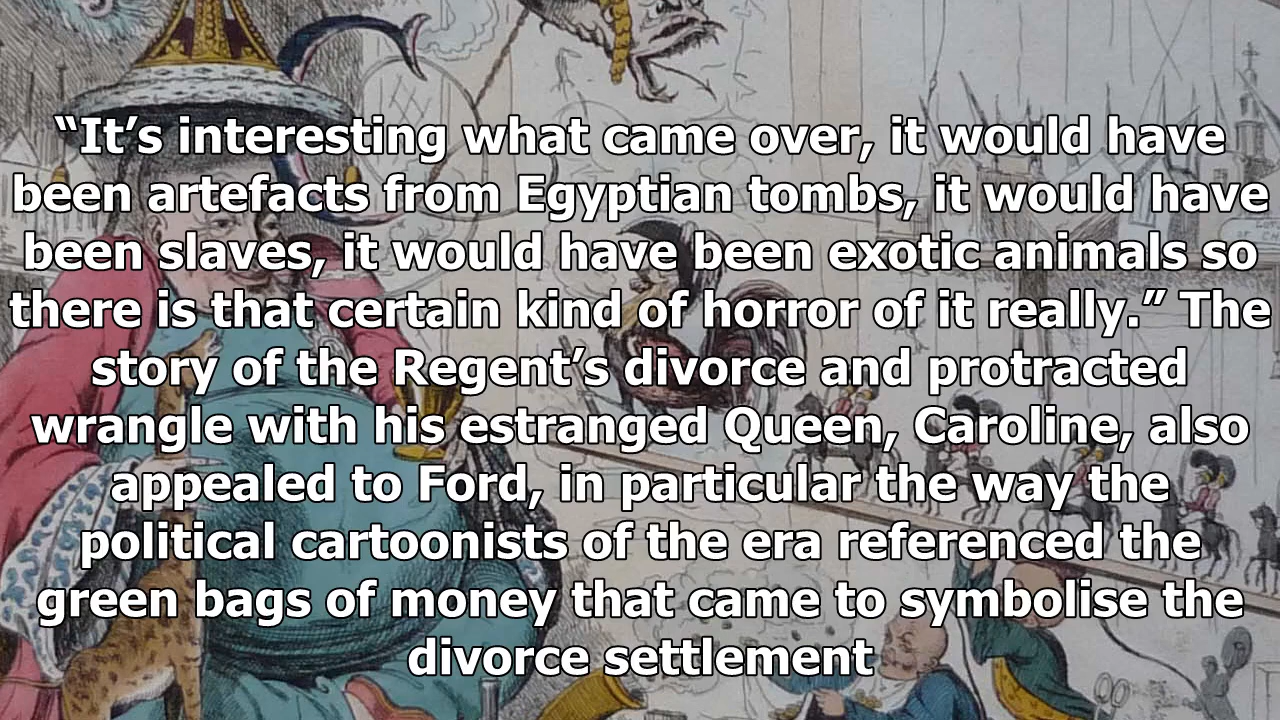 “It’s interesting what came over, it would have
been artefacts from Egyptian tombs, it would have
been slaves, it would have been exotic animals so
there is that certain kind of horror of it really.” The
story of the Regent’s divorce and protracted
wrangle with his estranged Queen, Caroline, also
appealed to Ford, in particular the way the
political cartoonists of the era referenced the
green bags of money that came to symbolise the
divorce settlement